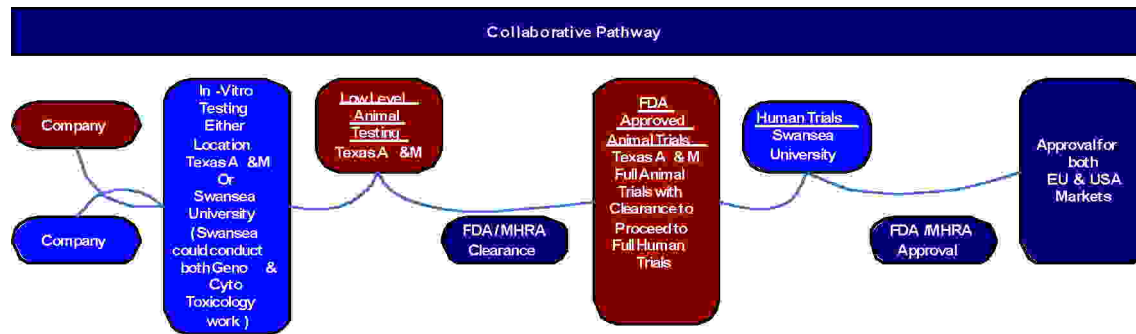 Collaborative Pathway
Company
Company
In -Vitro
Testing
Either
Location
Texas A &M
Or
Swansea
University
(Swansea
could conduct
both Geno &
Cyto
Toxicology
work )
Low Level
Animal
Testing
Texas A &M
FDA /MHRA
Clearance
FDA
Approved
Animal Trials
Texas A & M
Full Animal
Trials with
Clearance to
Proceed to
Full Human
Trials
Human Trials
Swansea
University
FDA /MHRA
Approval
Approval for
both
EU & USA
Markets